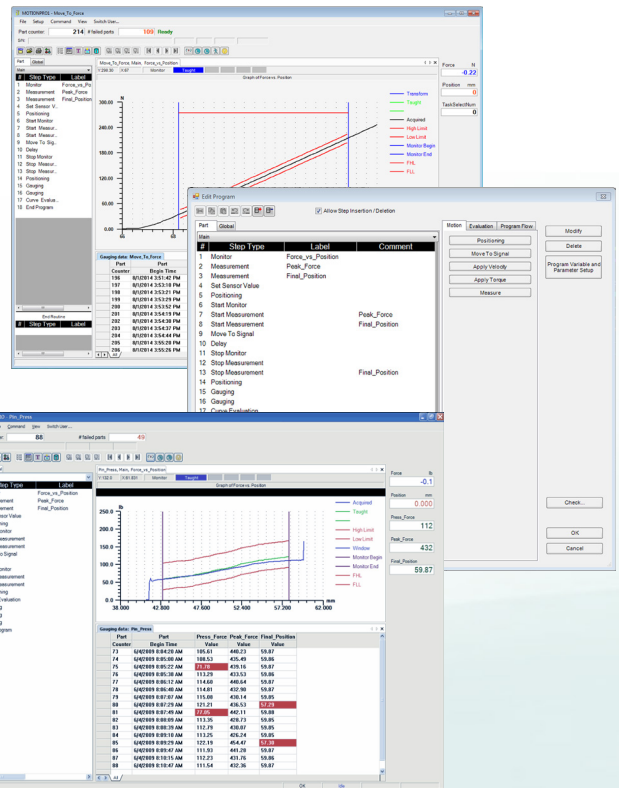 MOTIONPRO! - Move_To_Force
File Setup Command View Switch User...
Part counter: 214 # failed parts 109 Ready
S/N:
Part Global
Main
# Step Type Label
1 Monitor Force_vs_Po
2 Measurement Peak_Force
3 Measurement Final_Position
4 Set Sensor V..
5 Positioning
6 Start Monitor
7 Start Measur..
8 Start Measur..
9 Move To Sig..
10 Delay
11 Stop Monitor
12 Stop Measur..
13 Stop Measur..
14 Positioning
15 Gauging
16 Gauging
17 Curve Evalue...
18 End Program
End Routine
# Step Type Label
Move_To_Force: Main, Force_vs_Position
Monitor Taught
Graph of Force vs. Position
N
300.00
240.00
180.00
120.00
60.00
0.00
Transform
Taught
Acquired
High Limit
Low Limit
Monitor Begin
Monitor End
FHL
FLL
Force N
-0.22
Position mm
0
TaskSelectNum
0
Gauging data: Move_To_Force
Part Part
Counter Begin Time
196 8/1/2014 3:51:42 PM
197 8/1/2014 3:53:18 PM
198 8/1/2014 3:53:21 PM
199 8/1/2014 3:53:29 PM
200 8/1/2014 3:53:52 PM
201 8/1/2014 3:54:19 PM
202 8/1/2014 3:54:30 PM
203 8/1/2014 3:54:37 PM
204 8/1/2014 3:54:44 PM
205 8/1/2014 3:55:20 PM
206 8/1/2014 3:55:26 PM
All
Edit Program
Allow Step Insertion / Deletion
Part Global
Main
# Step Type Label Comment
1 Monitor Force_vs_Position
2 Measurement Peak_Force
3 Measurement Final_Position
4 Set Sensor Value
5 Positioning
6 Start Monitor
7 Start Measurement Peak_Force
8 Start Measurement Final_Position
9 Move To Signal
10 Delay
11 Stop Monitor
12 Stop Measurement
13 Stop Measurement Final_Position
14 Positioning
15 Gauging
16 Gauging
17 Curve Evaluation
Motion Evaluation Program Flow
Positioning
Move To Signal
Apply Velocity
Apply Torque
Measure
Modify
Delete
Program Variable and
Parameter Setup
Check...
OK
Cancel
- Pin_Press
Command View Switch User...
88 # failed parts 49
Step Type Label
Force_vs_Position
Peak_Force
Final_Position
Pin_Press, Main, Force_vs_Position
Monitor Taught
Graph of Force vs. Position
lb
250.0
200.0
150.0
100.0
50.0
0.0
38.000 42.800 47.600 52.400 57.200 62.000
mm
Acquired
Taught
High Limit
Low Limit
Window
Monitor Begin
Monitor End
FHL
FLL
Force lb
-0.1
Position mm
0.000
Press_Force
112
Peak_Force
432
Final_Position
59.87
Gauging data: Pin_Press
Part Part Press_Force Peak_Force Final_Position
Counter Begin Time Value Value Value
73 6/4/2009 8:04:28 AM 105.61 440.23 59.87
74 6/4/2009 8:05:00 AM 108.53 435.49 59.86
75 6/4/2009 8:05:22 AM 71.78 439.16 59.87
76 6/4/2009 8:05:38 AM 113.29 433.53 59.86
77 6/4/2009 8:06:12 AM 114.68 440.64 59.87
78 6/4/2009 8:06:40 AM 114.81 432.90 59.87
79 6/4/2009 8:07:07 AM 115.08 430.14 59.85
80 6/4/2009 8:07:29 AM 121.21 436.53 57.29
81 6/4/2009 8:07:49 AM 77.05 442.11 59.88
82 6/4/2009 8:08:09 AM 113.35 428.73 59.85
83 6/4/2009 8:08:39 AM 112.79 430.07 59.85
84 6/4/2009 8:09:10 AM 113.25 426.24 59.85
85 6/4/2009 8:09:29 AM 122.19 454.47 57.30
86 6/4/2009 8:09:47 AM 111.93 441.28 59.87
87 6/4/2009 8:10:15 AM 112.23 431.76 59.86
88 6/4/2009 8:10:47 AM 111.54 432.36 59.87
All
OK Idle